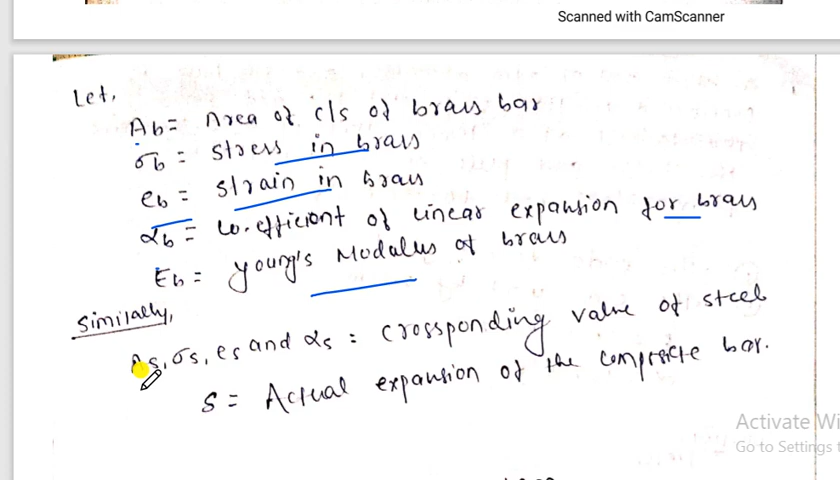 Scanned with CamScanner
Let,
Ab = Area of c/s of brass bar
σb = stress in brass
eb = strain in brass
αb = co.efficient of linear expansion for brass
Eb = young's Modulus of brass
Similally,
As, σs, es and αs = crossponding value of steel
S = Actual expansion of the composite bar.
Activate Wi
Go to Settings t